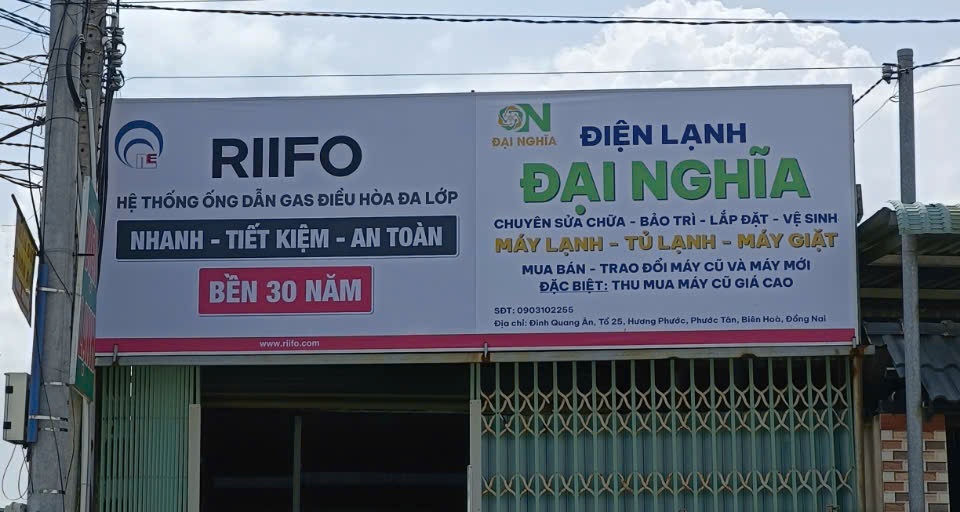 RIIFO
HỆ THỐNG ỐNG DẪN GAS ĐIỀU HÒA ĐA LỚP
NHANH - TIẾT KIỆM - AN TOÀN
BỀN 30 NĂM
www.riifo.com
ĐN
ĐẠI NGHĨA
ĐIỆN LẠNH
ĐẠI NGHĨA
CHUYÊN SỬA CHỮA - BẢO TRÌ - LẮP ĐẶT - VỆ SINH
MÁY LẠNH - TỦ LẠNH - MÁY GIẶT
MUA BÁN - TRAO ĐỔI MÁY CŨ VÀ MÁY MỚI
ĐẶC BIỆT: THU MUA MÁY CŨ GIÁ CAO
SĐT: 0903102255
Địa chỉ: Đinh Quang Ân, Tổ 25, Hương Phước, Phước Tân, Biên Hoà, Đồng Nai